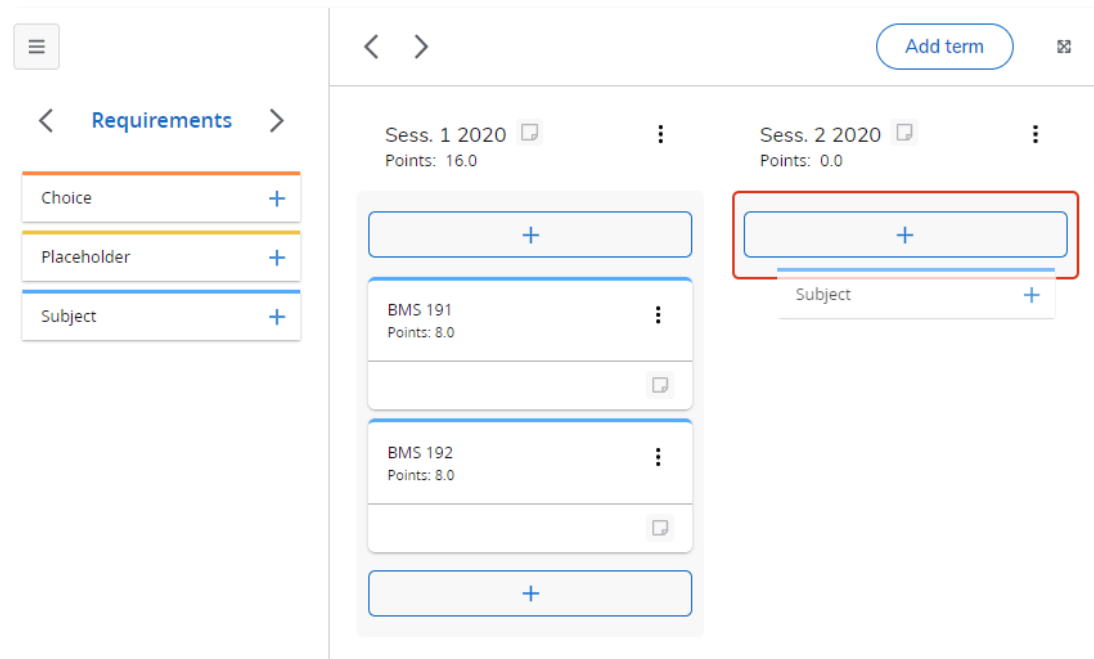 Add term
Requirements
Choice
Placeholder
Subject
Sess. 1 2020
Points: 16.0
BMS 191
Points: 8.0
BMS 192
Points: 8.0
Sess. 2 2020
Points: 0.0
Subject